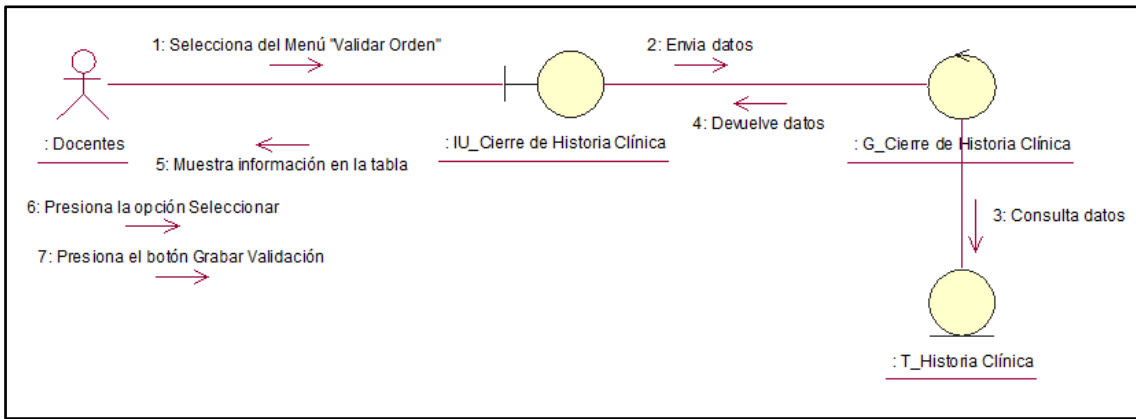 1: Selecciona del Menú "Validar Orden"
2: Envia datos
4: Devuelve datos
: Docentes
: IU_Cierre de Historia Clínica
: G_Cierre de Historia Clínica
5: Muestra información en la tabla
6: Presiona la opción Seleccionar
3: Consulta datos
7: Presiona el botón Grabar Validación
: T_Historia Clínica